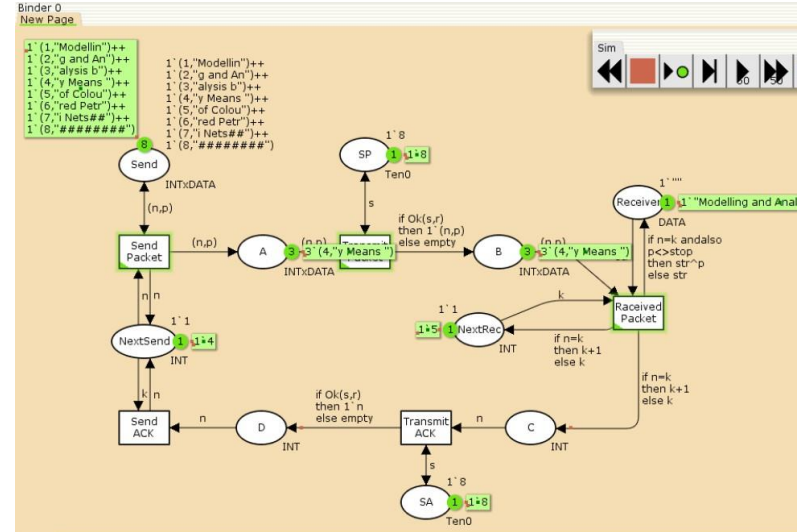 Binder 0
New Page
Sim
1`(1,"Modellin")++
1`(2,"g and An")++
1`(3,"alysis b")++
1`(4,"y Means ")++
1`(5,"of Colou")++
1`(6,"red Petr")++
1`(7,"i Nets##")++
1`(8,"########")
1`(1,"Modellin")++
1`(2,"g and An")++
1`(3,"alysis b")++
1`(4,"y Means ")++
1`(5,"of Colou")++
1`(6,"red Petr")++
1`(7,"i Nets##")++
1`(8,"########")
8
Send
INTxDATA
(n,p)
1`8
SP
1
1`8
Ten0
s
1`""
Receiver
1
1`"Modelling and Anal
DATA
Send
Packet
(n,p)
A
3
3`(4,"y Means ")
INTxDATA
(n,p)
Transmit
if Ok(s,r)
then 1`(n,p)
else empty
B
3
3`(4,"y Means ")
INTxDATA
(n,p)
if n=k andalso
p<>stop
then str^p
else str
Raceived
Packet
n
n
1`1
NextSend
1
1`4
INT
k
1`1
1`5
1
NextRec
INT
if n=k
then k+1
else k
if n=k
then k+1
else k
k
n
Send
ACK
n
D
INT
if Ok(s,r)
then 1`n
else empty
Transmit
ACK
n
C
INT
s
1`8
SA
1
1`8
Ten0